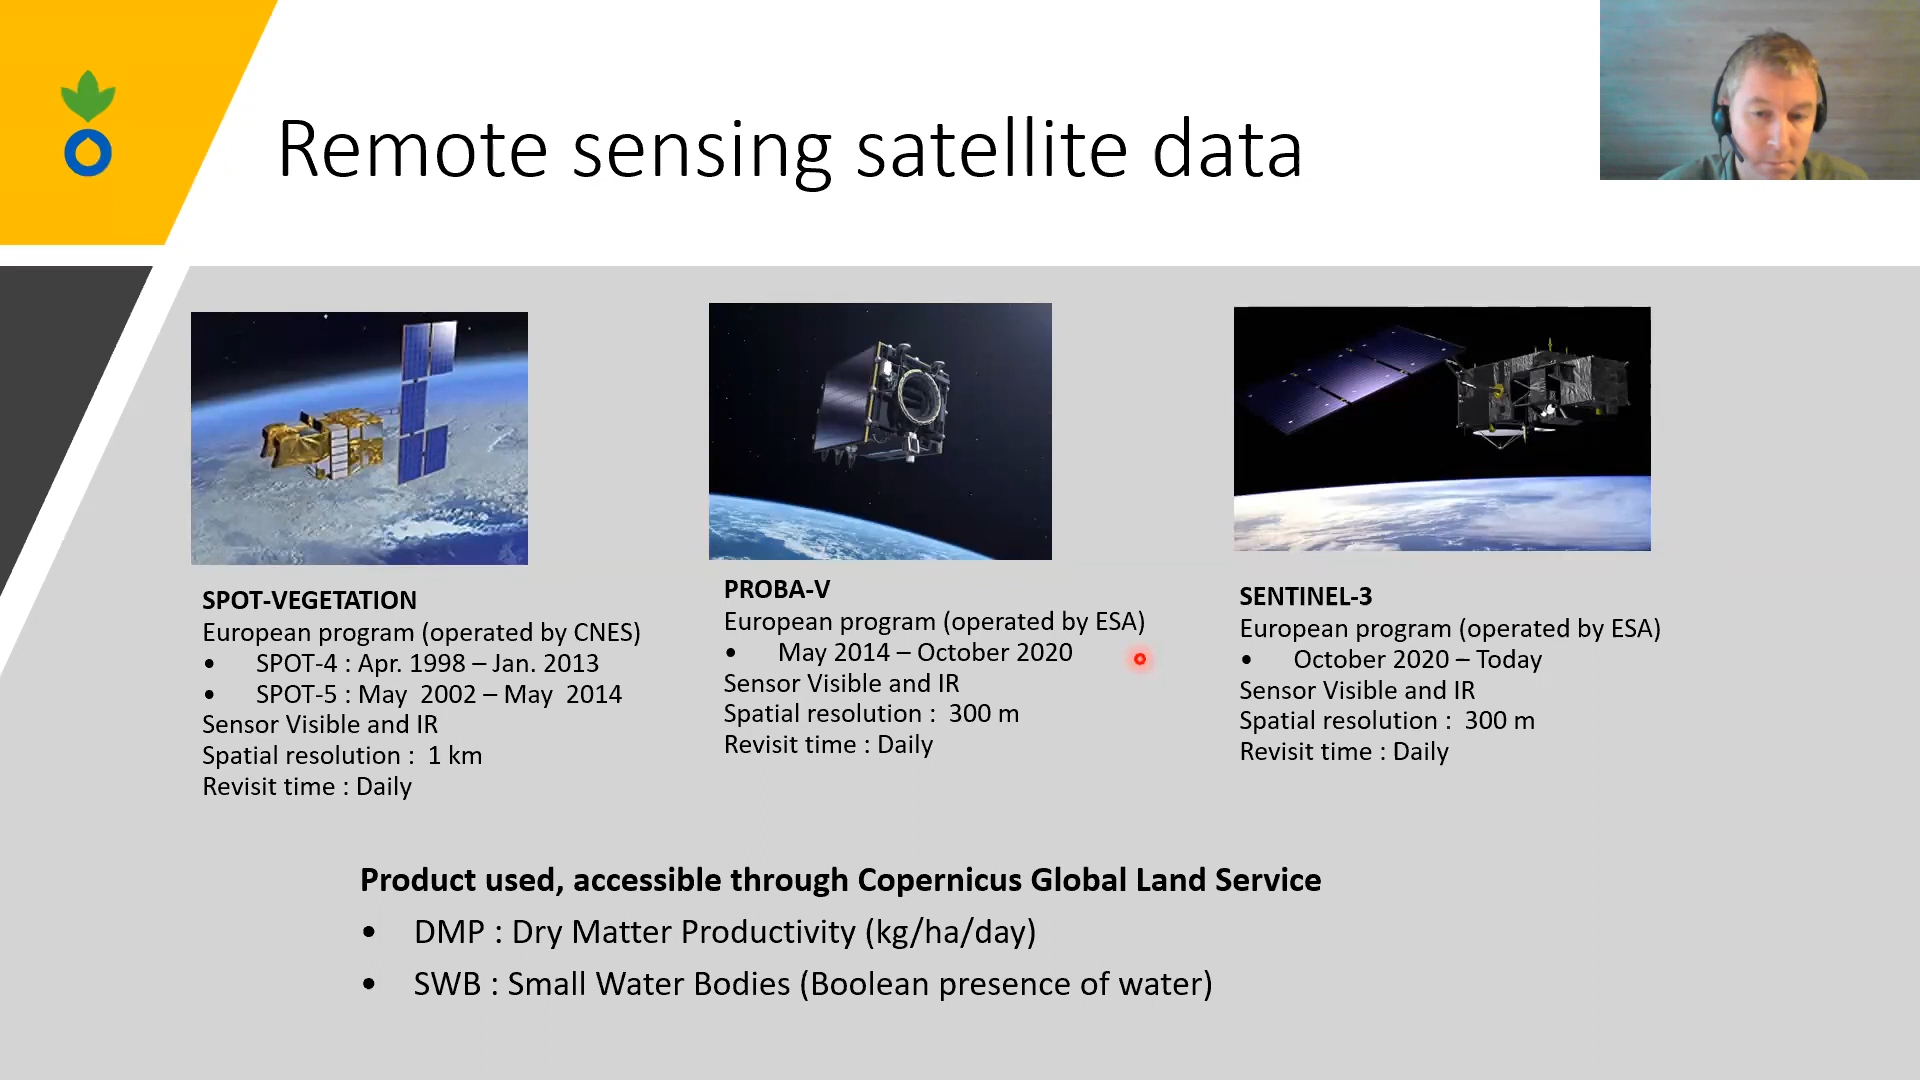 Remote sensing satellite data
SPOT-VEGETATION
European program (operated by CNES)
• SPOT-4 : Apr. 1998 – Jan. 2013
• SPOT-5 : May 2002 – May 2014
Sensor Visible and IR
Spatial resolution : 1 km
Revisit time : Daily
PROBA-V
European program (operated by ESA)
• May 2014 – October 2020
Sensor Visible and IR
Spatial resolution : 300 m
Revisit time : Daily
SENTINEL-3
European program (operated by ESA)
• October 2020 – Today
Sensor Visible and IR
Spatial resolution : 300 m
Revisit time : Daily
Product used, accessible through Copernicus Global Land Service
• DMP : Dry Matter Productivity (kg/ha/day)
• SWB : Small Water Bodies (Boolean presence of water)